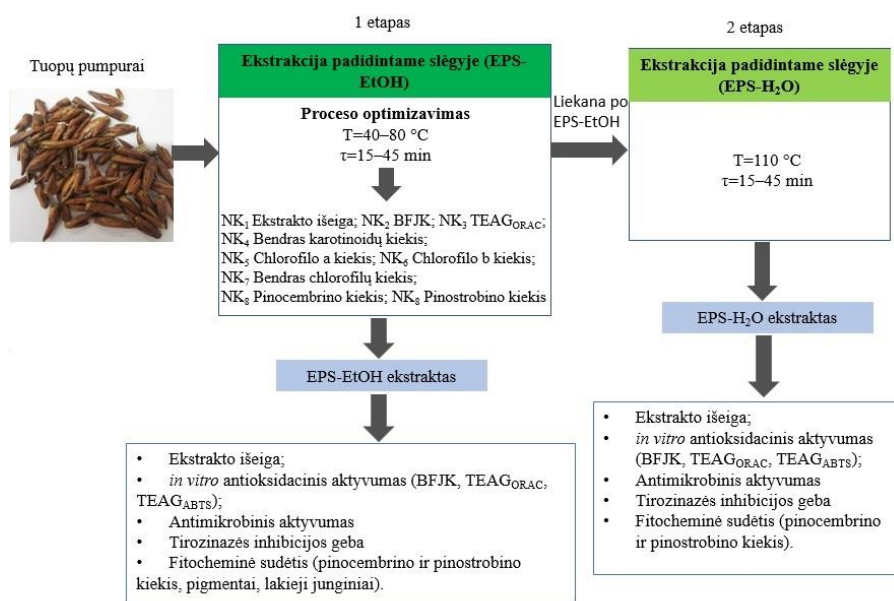 1 etapas
2 etapas
Tuopų pumpurai
Ekstrakcija padidintame slėgyje (EPS-
EtOH)
Proceso optimizavimas
T=40–80 °C
τ=15–45 min
NK₁ Ekstrakto išeiga; NK₂ BFJK; NK₃ TEAG_ORAC;
NK₄ Bendras karotinoidų kiekis;
NK₅ Chlorofilo a kiekis; NK₆ Chlorofilo b kiekis;
NK₇ Bendras chlorofilų kiekis;
NK₈ Pinocembrino kiekis; NK₈ Pinostrobino kiekis
Liekana po
EPS-EtOH
Ekstrakcija padidintame slėgyje
(EPS-H₂O)
T=110 °C
τ=15–45 min
EPS-EtOH ekstraktas
• Ekstrakto išeiga;
• in vitro antioksidacinis aktyvumas (BFJK, TEAG_ORAC,
TEAG_ABTS);
• Antimikrobinis aktyvumas
• Tirozinazės inhibicijos geba
• Fitocheminė sudėtis (pinocembrino ir pinostrobino
kiekis, pigmentai, lakieji junginiai).
EPS-H₂O ekstraktas
• Ekstrakto išeiga;
• in vitro antioksidacinis aktyvumas
(BFJK, TEAG_ORAC, TEAG_ABTS);
• Antimikrobinis aktyvumas
• Tirozinazės inhibicijos geba
• Fitocheminė sudėtis (pinocembrino
ir pinostrobino kiekis).